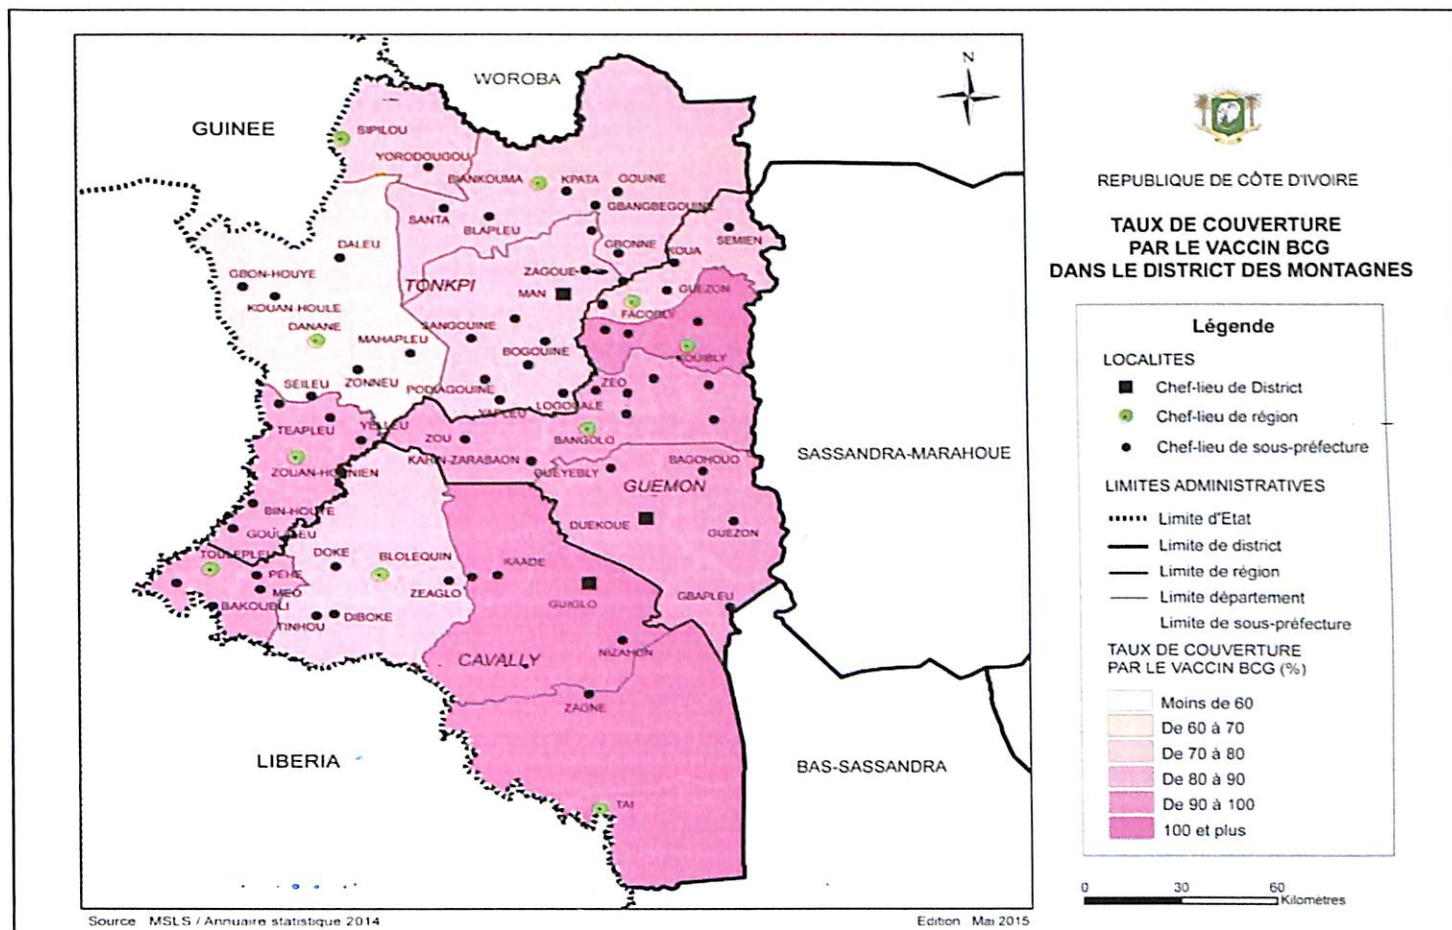 WOROBA
N
GUINEE
SIPILOU
YORODOUGOU
BIANKOUMA
KPATA
GOUINE
GBANGBEGOUINE
SANTA
BLAPLEU
SEMIEN
GBONNE
KOUA
DALEU
ZAGOUE
GBON-HOUYE
TONKPI
MAN
GUEZON
KOUAN-HOULE
FACOBLY
DANANE
SANGOUINE
MAHAPLEU
BOGOUINE
KOUIBLY
SEILEU
ZONNEU
PODIAGOUINE
ZEO
YAPLEU
LOGOUALE
TEAPLEU
YELLEU
ZOU
BANGOLO
SASSANDRA-MARAHOUE
KAHIN-ZARABAON
BAGOHOUO
ZOUAN-HOUNIEN
GUEYEBLY
GUEMON
BIN-HOUYE
DUEKOUE
GUEZON
GOULALEU
TOULEPLEU
DOKE
BLOLEQUIN
KAADE
PEHE
MEO
ZEAGLO
GUIGLO
GBAPLEU
BAKOUBLI
TINHOU
DIBOKE
CAVALLY
NIZAHON
ZAGNE
LIBERIA
BAS-SASSANDRA
TAI
Source MSLS / Annuaire statistique 2014
Edition Mai 2015
REPUBLIQUE DE CÔTE D'IVOIRE
TAUX DE COUVERTURE
PAR LE VACCIN BCG
DANS LE DISTRICT DES MONTAGNES
Légende
LOCALITES
Chef-lieu de District
Chef-lieu de région
Chef-lieu de sous-préfecture
LIMITES ADMINISTRATIVES
Limite d'Etat
Limite de district
Limite de région
Limite département
Limite de sous-préfecture
TAUX DE COUVERTURE
PAR LE VACCIN BCG (%)
Moins de 60
De 60 à 70
De 70 à 80
De 80 à 90
De 90 à 100
100 et plus
0 30 60
Kilomètres